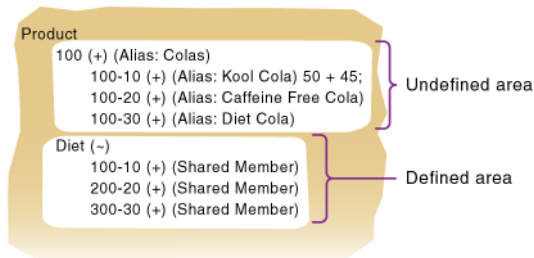 Product
100 (+) (Alias: Colas)
100-10 (+) (Alias: Kool Cola) 50 + 45;
100-20 (+) (Alias: Caffeine Free Cola)
100-30 (+) (Alias: Diet Cola)
Undefined area
Diet (~)
100-10 (+) (Shared Member)
200-20 (+) (Shared Member)
300-30 (+) (Shared Member)
Defined area